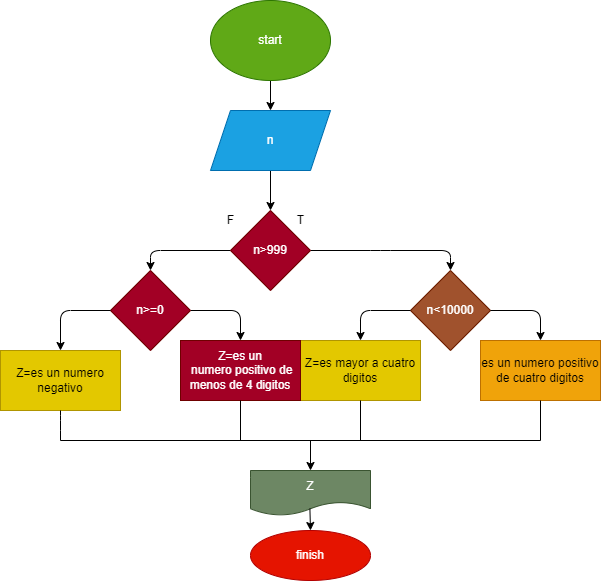 start
n
F
T
n>999
n>=0
n<10000
Z=es un numero
negativo
Z=es un
numero positivo de
menos de 4 digitos
Z=es mayor a cuatro
digitos
es un numero positivo
de cuatro digitos
Z
finish